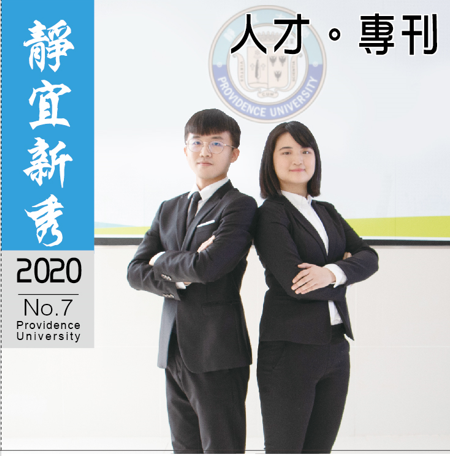 人才。專刊
靜宜新秀
2020
No.7
Providence
University
PROVIDENCE UNIVERSITY